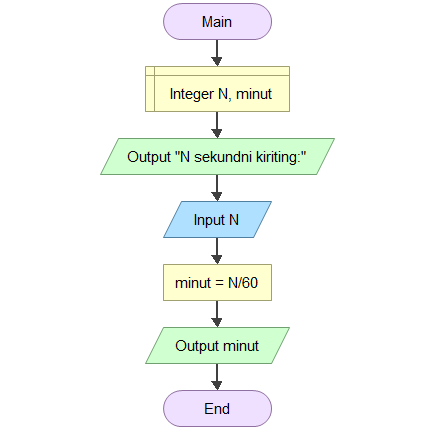 Main
Integer N, minut
Output "N sekundni kiriting:"
Input N
minut = N/60
Output minut
End